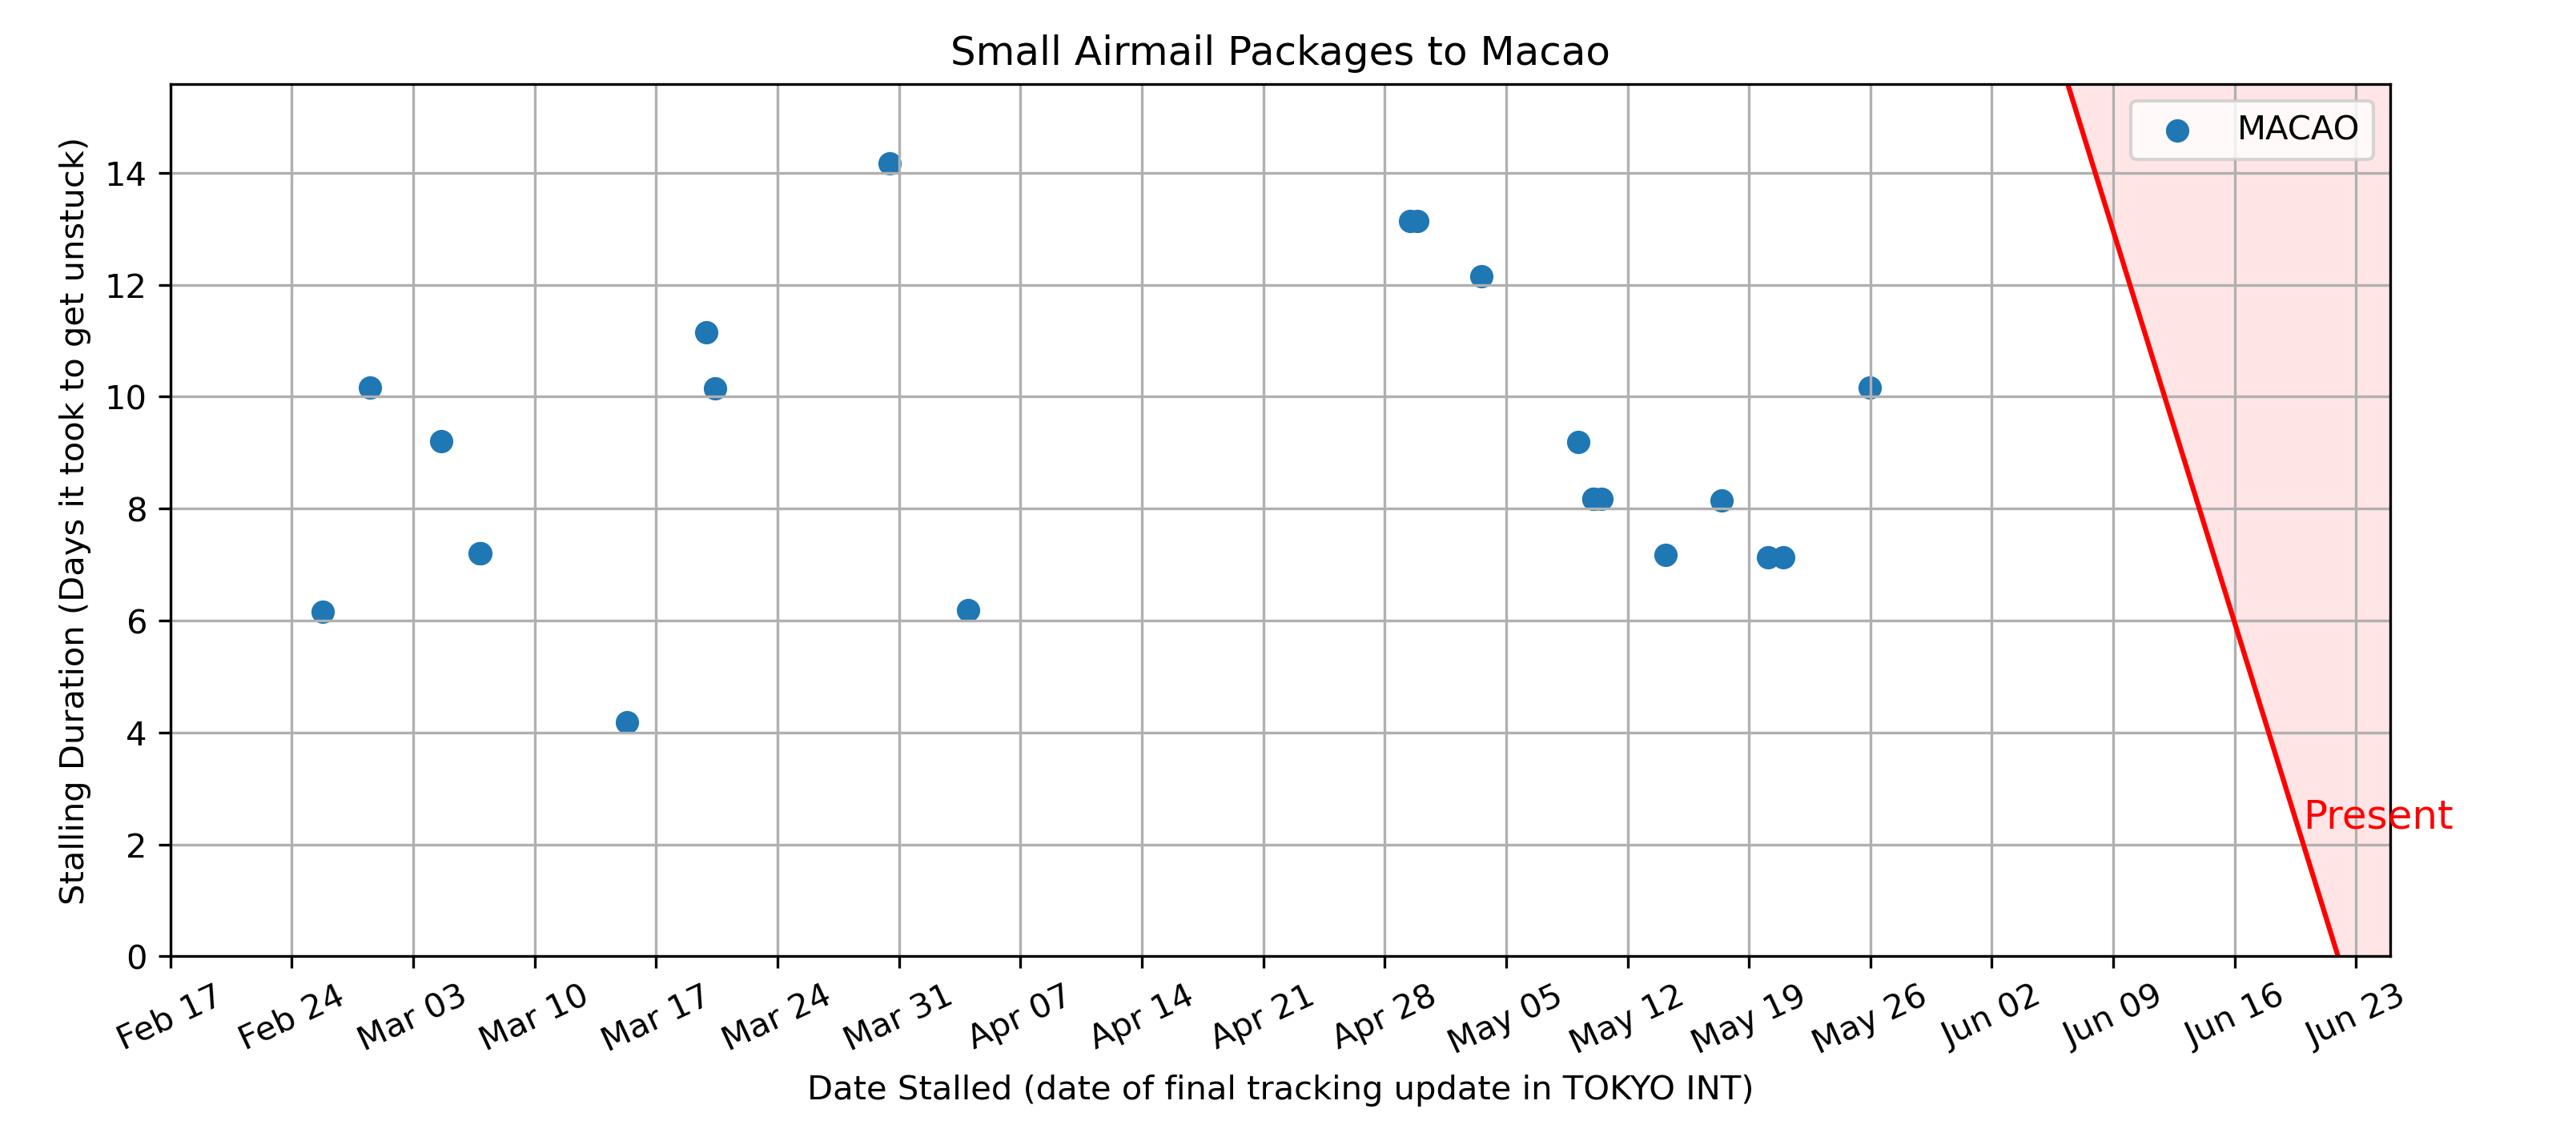 Small Airmail Packages to Macao
MACAO
Stalling Duration (Days it took to get unstuck)
14
12
10
8
6
4
2
0
Present
Feb 17
Feb 24
Mar 03
Mar 10
Mar 17
Mar 24
Mar 31
Apr 07
Apr 14
Apr 21
Apr 28
May 05
May 12
May 19
May 26
Jun 02
Jun 09
Jun 16
Jun 23
Date Stalled (date of final tracking update in TOKYO INT)